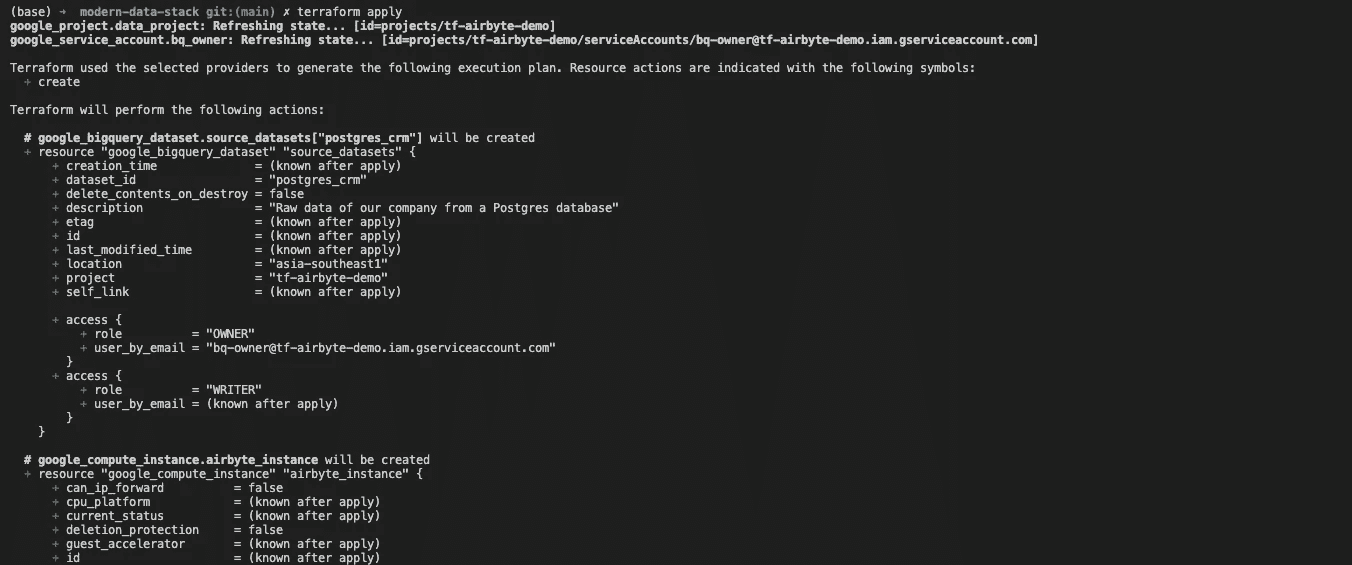 (base) ➜  modern-data-stack git:(main) ✗ terraform apply
google_project.data_project: Refreshing state... [id=projects/tf-airbyte-demo]
google_service_account.bq_owner: Refreshing state... [id=projects/tf-airbyte-demo/serviceAccounts/bq-owner@tf-airbyte-demo.iam.gserviceaccount.com]

Terraform used the selected providers to generate the following execution plan. Resource actions are indicated with the following symbols:
  + create

Terraform will perform the following actions:

  # google_bigquery_dataset.source_datasets["postgres_crm"] will be created
  + resource "google_bigquery_dataset" "source_datasets" {
      + creation_time              = (known after apply)
      + dataset_id                 = "postgres_crm"
      + delete_contents_on_destroy = false
      + description                = "Raw data of our company from a Postgres database"
      + etag                       = (known after apply)
      + id                         = (known after apply)
      + last_modified_time         = (known after apply)
      + location                   = "asia-southeast1"
      + project                    = "tf-airbyte-demo"
      + self_link                  = (known after apply)

      + access {
          + role          = "OWNER"
          + user_by_email = "bq-owner@tf-airbyte-demo.iam.gserviceaccount.com"
        }
      + access {
          + role          = "WRITER"
          + user_by_email = (known after apply)
        }
    }

  # google_compute_instance.airbyte_instance will be created
  + resource "google_compute_instance" "airbyte_instance" {
      + can_ip_forward          = false
      + cpu_platform            = (known after apply)
      + current_status          = (known after apply)
      + deletion_protection     = false
      + guest_accelerator       = (known after apply)
      + id                      = (known after apply)